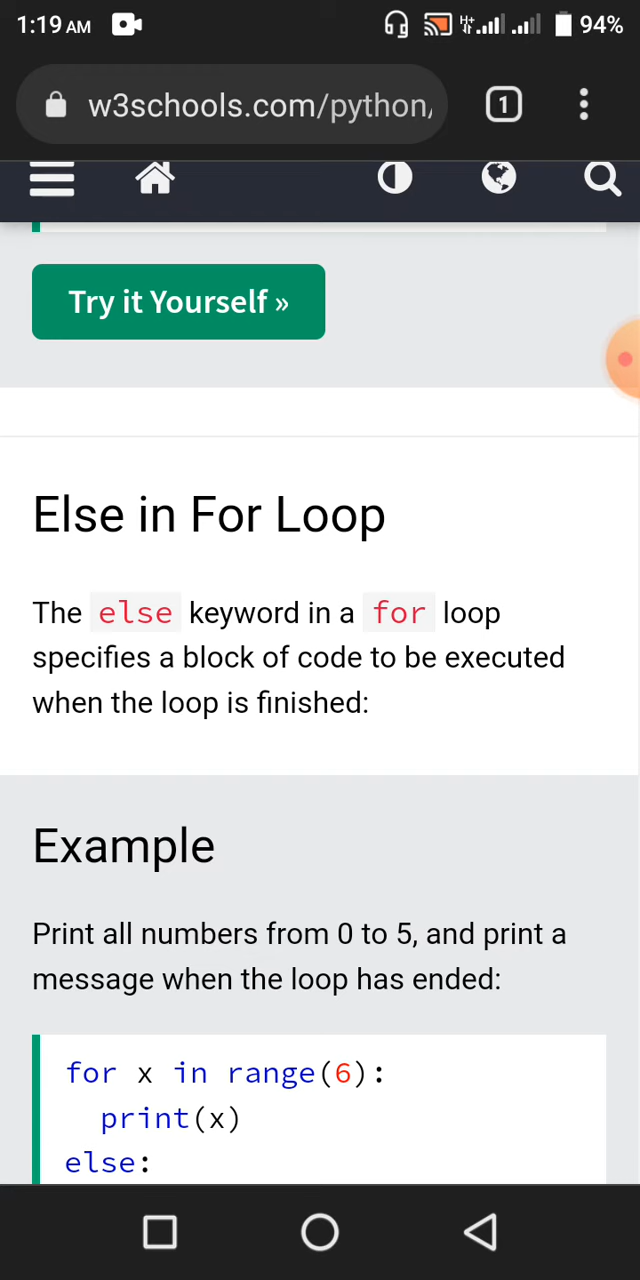 1:19 AM H+ 94%
w3schools.com/python, 1
Try it Yourself »
Else in For Loop
The else keyword in a for loop
specifies a block of code to be executed
when the loop is finished:
Example
Print all numbers from 0 to 5, and print a
message when the loop has ended:
for x in range(6):
  print(x)
else: